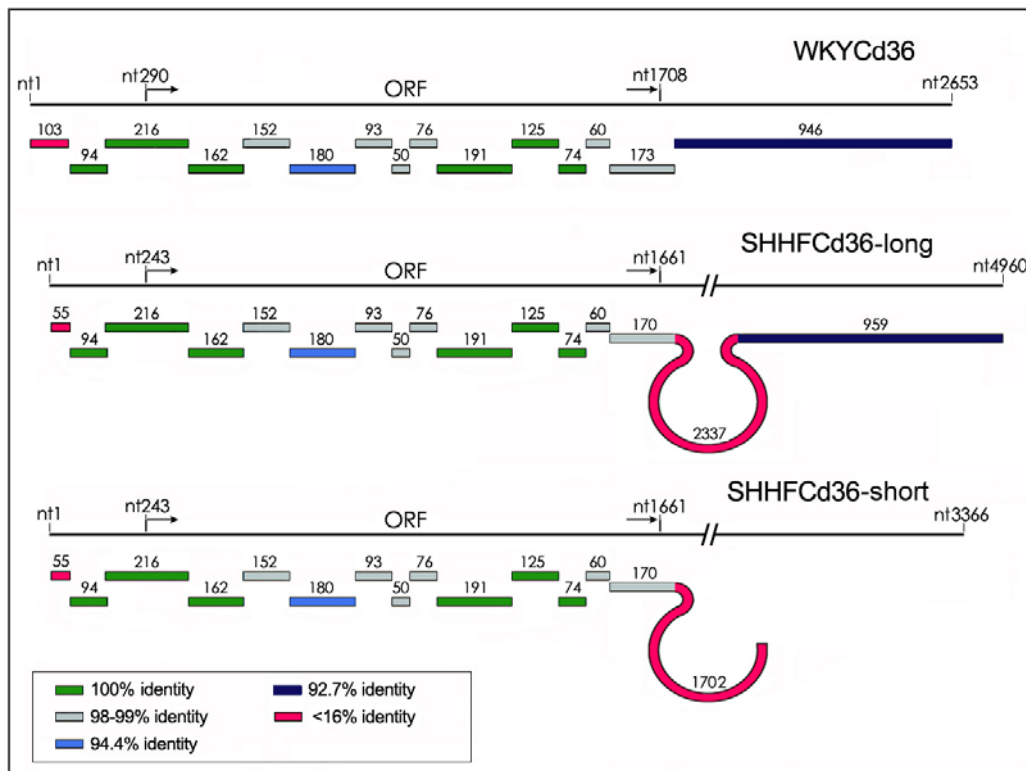 WKYCd36
nt1 nt290 ORF nt1708 nt2653
103 216 152 93 76 125 60 946
94 162 180 50 191 74 173
SHHFCd36-long
nt1 nt243 ORF nt1661 nt4960
55 216 152 93 76 125 60 170 959
94 162 180 50 191 74
2337
SHHFCd36-short
nt1 nt243 ORF nt1661 nt3366
55 216 152 93 76 125 60 170
94 162 180 50 191 74
1702
100% identity 92.7% identity
98-99% identity <16% identity
94.4% identity